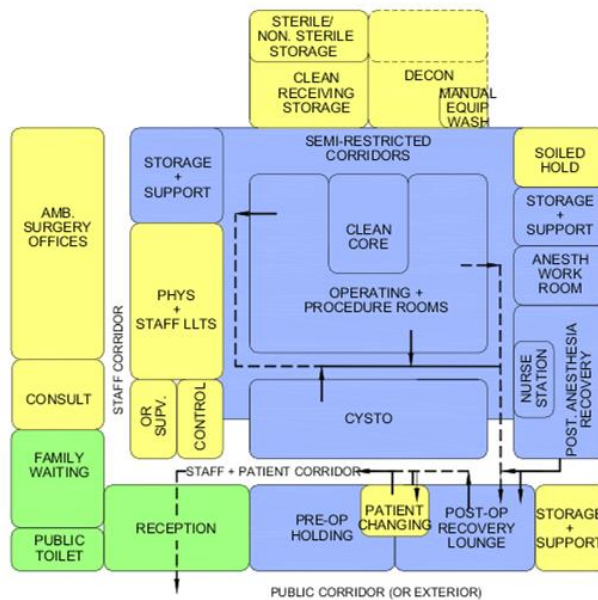 STERILE/
NON. STERILE
STORAGE
CLEAN
RECEIVING
STORAGE
DECON
MANUAL
EQUIP
WASH
SEMI-RESTRICTED
CORRIDORS
STORAGE
+
SUPPORT
SOILED
HOLD
AMB.
SURGERY
OFFICES
CLEAN
CORE
STORAGE
+
SUPPORT
ANESTH
WORK
ROOM
PHYS
+
STAFF LLTS
OPERATING +
PROCEDURE ROOMS
STAFF CORRIDOR
NURSE
STATION
POST. ANESTHESIA
RECOVERY
CONSULT
OR
SUPV.
CONTROL
CYSTO
FAMILY
WAITING
STAFF + PATIENT CORRIDOR
PUBLIC
TOILET
RECEPTION
PRE-OP
HOLDING
PATIENT
CHANGING
POST-OP
RECOVERY
LOUNGE
STORAGE
+
SUPPORT
PUBLIC CORRIDOR (OR EXTERIOR)